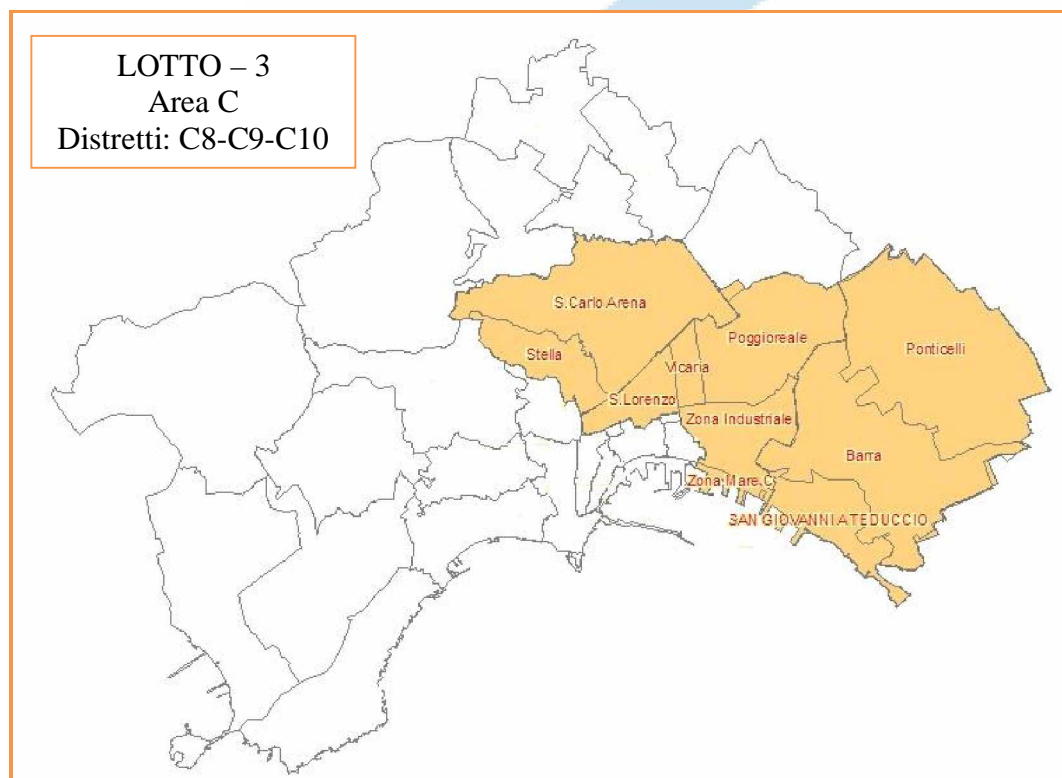 LOTTO – 3
Area C
Distretti: C8-C9-C10
S.Carlo Arena
Stella
Vicaria
Poggioreale
Ponticelli
S.Lorenzo
Zona Industriale
Barra
Zona Mare C
SAN GIOVANNI A TEDUCCIO